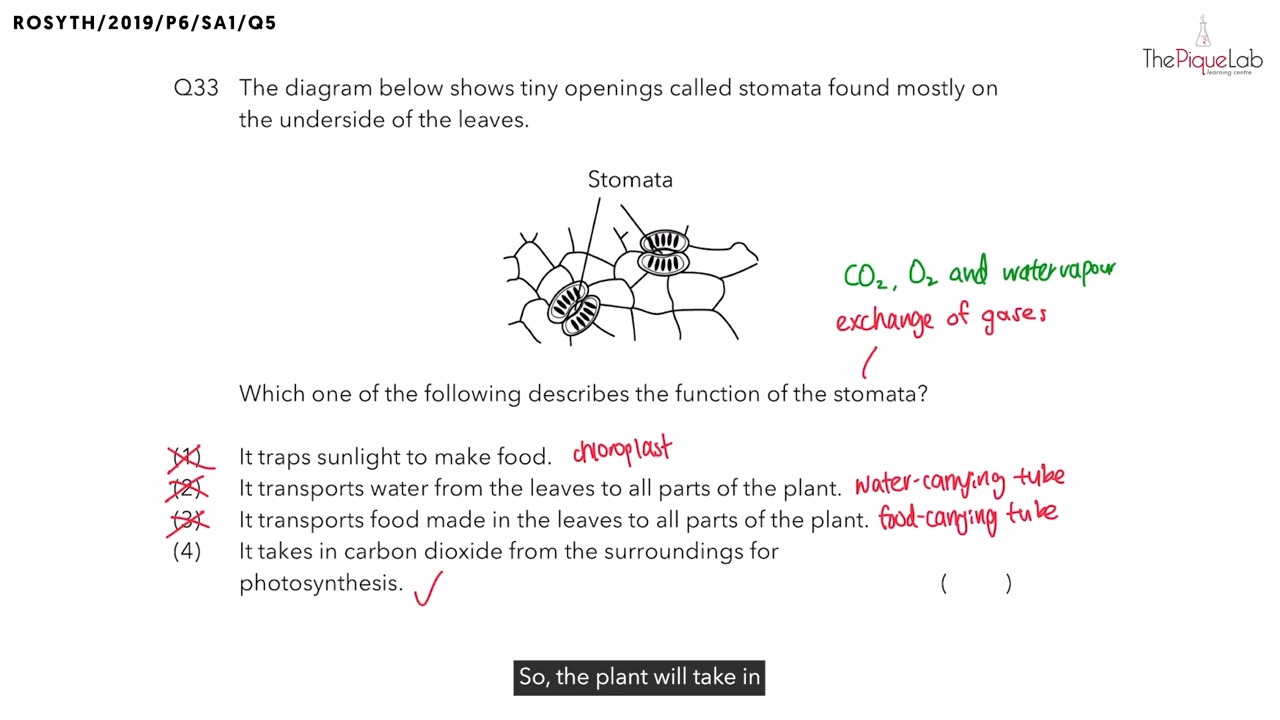 ROSYTH/2019/P6/SA1/Q5
ThePiqueLab
learning centre
Q33 The diagram below shows tiny openings called stomata found mostly on
the underside of the leaves.
Stomata
CO₂, O₂ and water vapour
exchange of gases
Which one of the following describes the function of the stomata?
(1) It traps sunlight to make food. chloroplast
(2) It transports water from the leaves to all parts of the plant. water-carrying tube
(3) It transports food made in the leaves to all parts of the plant. food-carrying tube
(4) It takes in carbon dioxide from the surroundings for
photosynthesis. ✓ ( )
So, the plant will take in